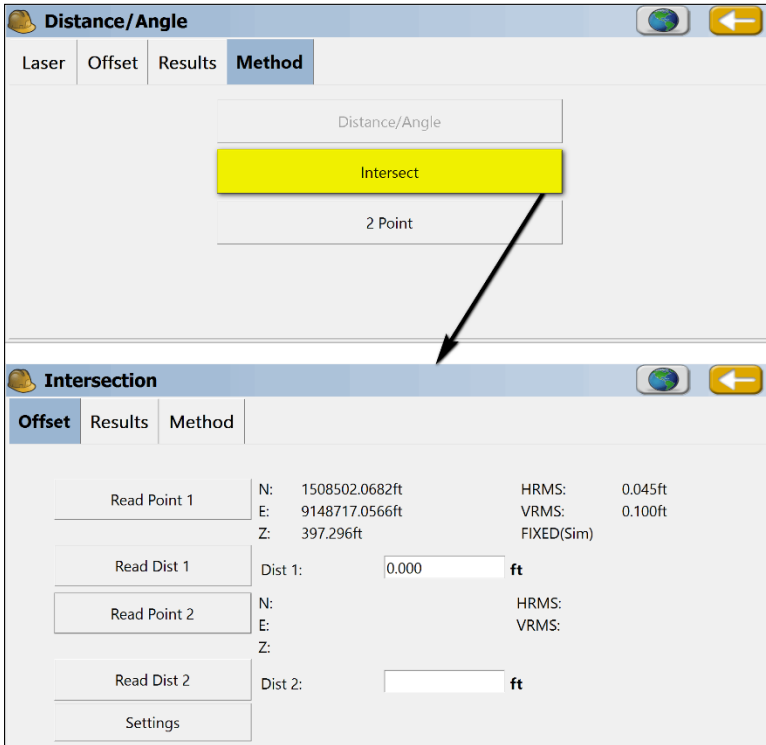 Distance/Angle
Laser Offset Results Method
Distance/Angle
Intersect
2 Point
Intersection
Offset Results Method
Read Point 1 N: 1508502.0682ft HRMS: 0.045ft
E: 9148717.0566ft VRMS: 0.100ft
Z: 397.296ft FIXED(Sim)
Read Dist 1 Dist 1: 0.000 ft
Read Point 2 N: HRMS:
E: VRMS:
Z:
Read Dist 2 Dist 2: ft
Settings